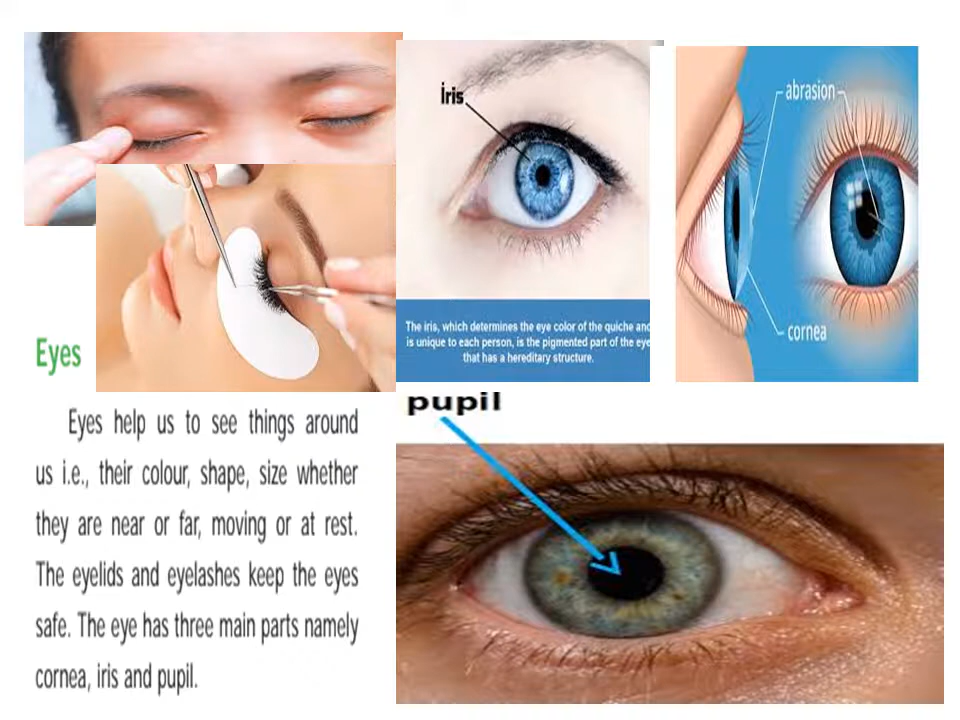 İris
The iris, which determines the eye color of the quiche and
is unique to each person, is the pigmented part of the eye
that has a hereditary structure.
abrasion
cornea
Eyes
Eyes help us to see things around
us i.e., their colour, shape, size whether
they are near or far, moving or at rest.
The eyelids and eyelashes keep the eyes
safe. The eye has three main parts namely
cornea, iris and pupil.
pupil